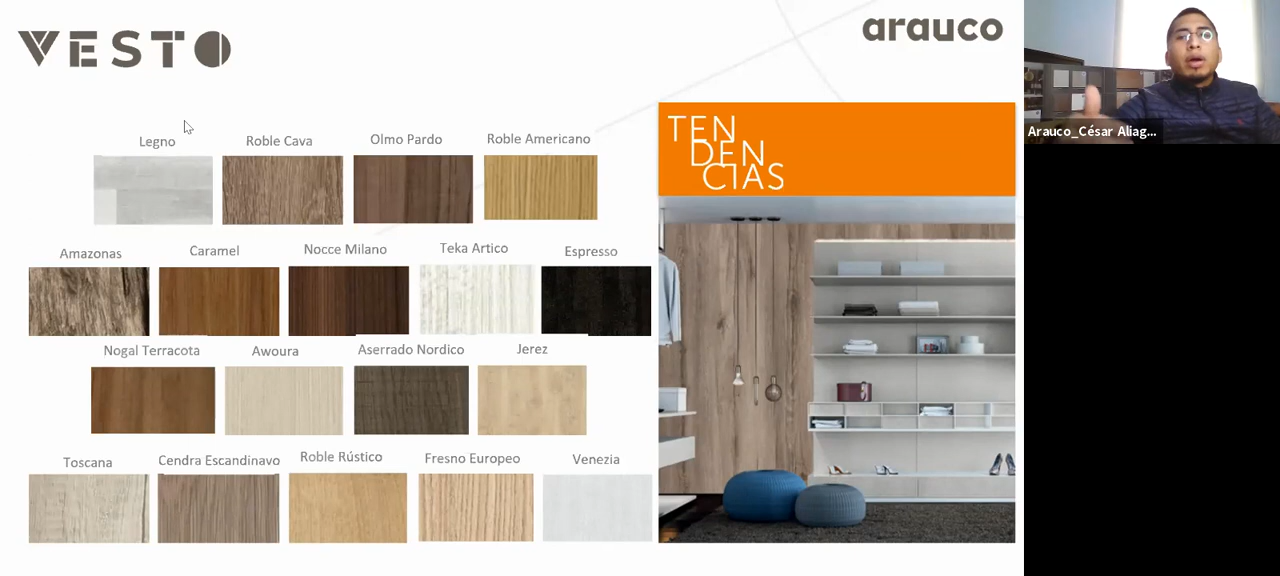 VESTO
arauco
Legno
Roble Cava
Olmo Pardo
Roble Americano
Amazonas
Caramel
Nocce Milano
Teka Artico
Espresso
Nogal Terracota
Awoura
Aserrado Nordico
Jerez
Toscana
Cendra Escandinavo
Roble Rústico
Fresno Europeo
Venezia
TEN
DEN
CIAS
Arauco_César Aliag...